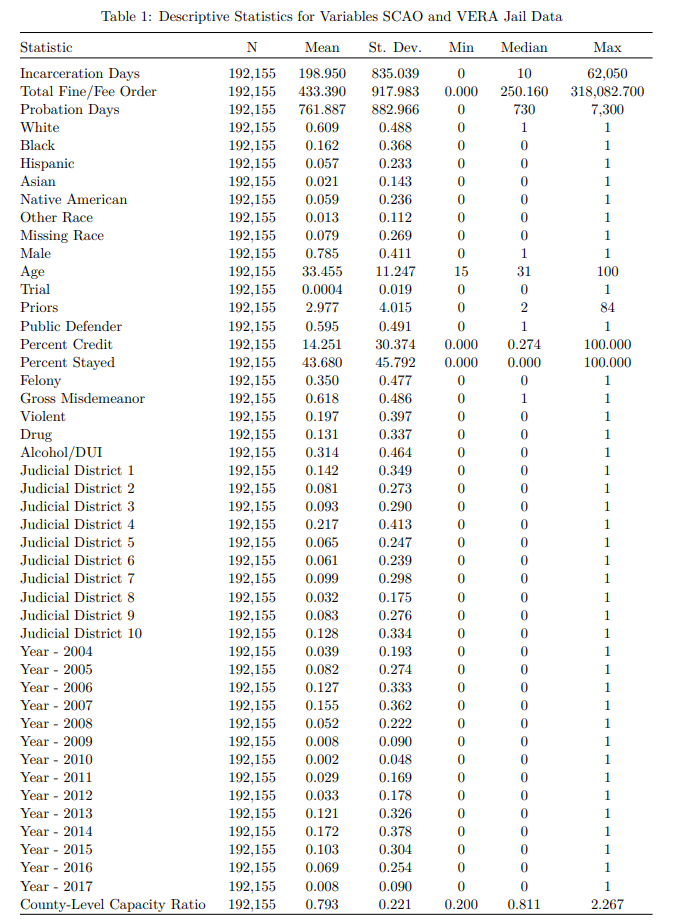 Table 1: Descriptive Statistics for Variables SCAO and VERA Jail Data
Statistic N Mean St. Dev. Min Median Max
Incarceration Days 192,155 198.950 835.039 0 10 62,050
Total Fine/Fee Order 192,155 433.390 917.983 0.000 250.160 318,082.700
Probation Days 192,155 761.887 882.966 0 730 7,300
White 192,155 0.609 0.488 0 1 1
Black 192,155 0.162 0.368 0 0 1
Hispanic 192,155 0.057 0.233 0 0 1
Asian 192,155 0.021 0.143 0 0 1
Native American 192,155 0.059 0.236 0 0 1
Other Race 192,155 0.013 0.112 0 0 1
Missing Race 192,155 0.079 0.269 0 0 1
Male 192,155 0.785 0.411 0 1 1
Age 192,155 33.455 11.247 15 31 100
Trial 192,155 0.0004 0.019 0 0 1
Priors 192,155 2.977 4.015 0 2 84
Public Defender 192,155 0.595 0.491 0 1 1
Percent Credit 192,155 14.251 30.374 0.000 0.274 100.000
Percent Stayed 192,155 43.680 45.792 0.000 0.000 100.000
Felony 192,155 0.350 0.477 0 0 1
Gross Misdemeanor 192,155 0.618 0.486 0 1 1
Violent 192,155 0.197 0.397 0 0 1
Drug 192,155 0.131 0.337 0 0 1
Alcohol/DUI 192,155 0.314 0.464 0 0 1
Judicial District 1 192,155 0.142 0.349 0 0 1
Judicial District 2 192,155 0.081 0.273 0 0 1
Judicial District 3 192,155 0.093 0.290 0 0 1
Judicial District 4 192,155 0.217 0.413 0 0 1
Judicial District 5 192,155 0.065 0.247 0 0 1
Judicial District 6 192,155 0.061 0.239 0 0 1
Judicial District 7 192,155 0.099 0.298 0 0 1
Judicial District 8 192,155 0.032 0.175 0 0 1
Judicial District 9 192,155 0.083 0.276 0 0 1
Judicial District 10 192,155 0.128 0.334 0 0 1
Year - 2004 192,155 0.039 0.193 0 0 1
Year - 2005 192,155 0.082 0.274 0 0 1
Year - 2006 192,155 0.127 0.333 0 0 1
Year - 2007 192,155 0.155 0.362 0 0 1
Year - 2008 192,155 0.052 0.222 0 0 1
Year - 2009 192,155 0.008 0.090 0 0 1
Year - 2010 192,155 0.002 0.048 0 0 1
Year - 2011 192,155 0.029 0.169 0 0 1
Year - 2012 192,155 0.033 0.178 0 0 1
Year - 2013 192,155 0.121 0.326 0 0 1
Year - 2014 192,155 0.172 0.378 0 0 1
Year - 2015 192,155 0.103 0.304 0 0 1
Year - 2016 192,155 0.069 0.254 0 0 1
Year - 2017 192,155 0.008 0.090 0 0 1
County-Level Capacity Ratio 192,155 0.793 0.221 0.200 0.811 2.267